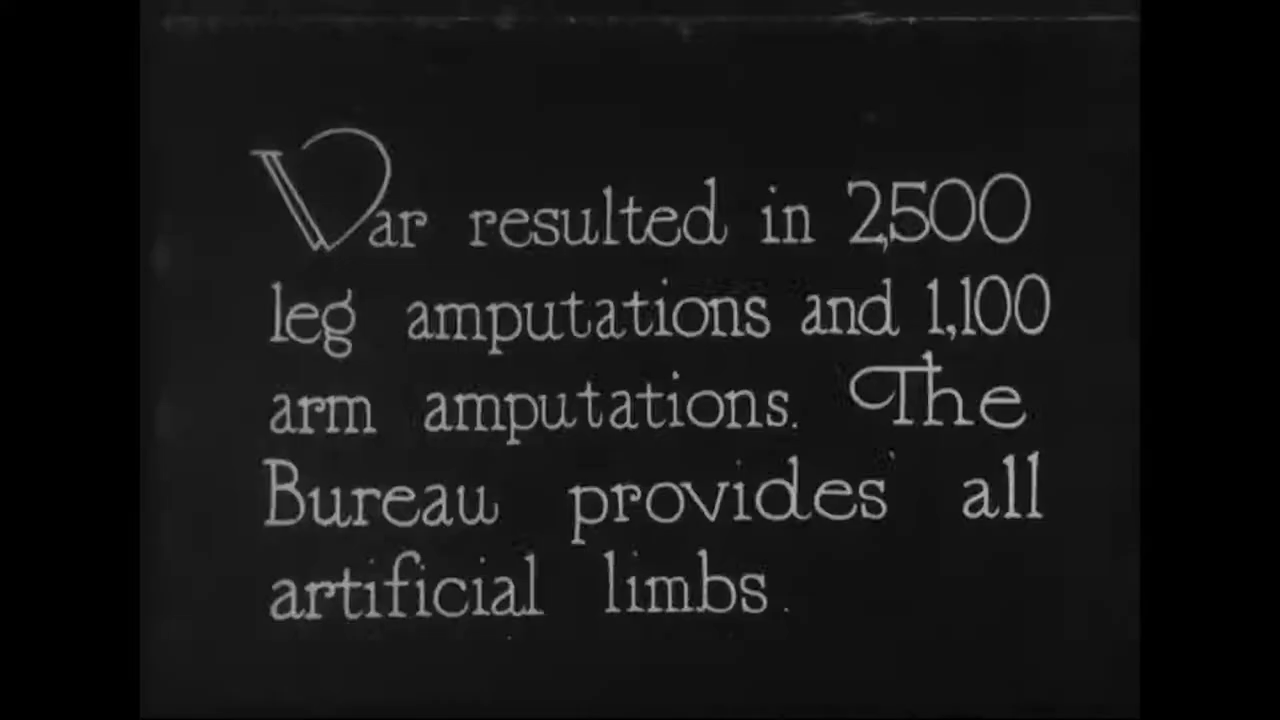 War resulted in 2,500
leg amputations and 1,100
arm amputations. The
Bureau provides all
artificial limbs.